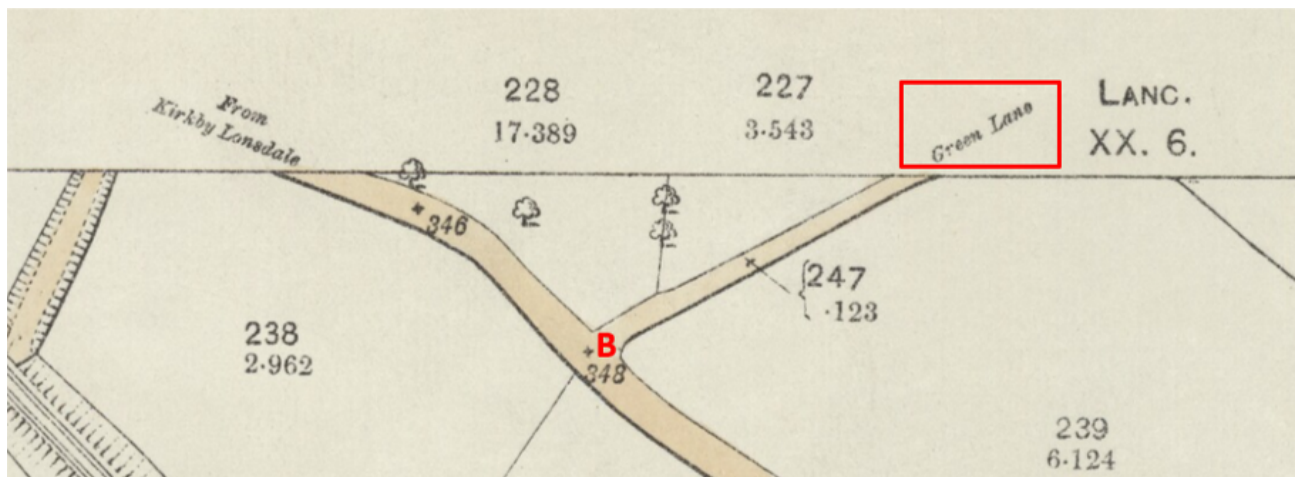 From
Kirkby Lonsdale
228
17·389
227
3·543
Green Lane
LANC.
XX. 6.
346
247
·123
B
348
238
2·962
239
6·124